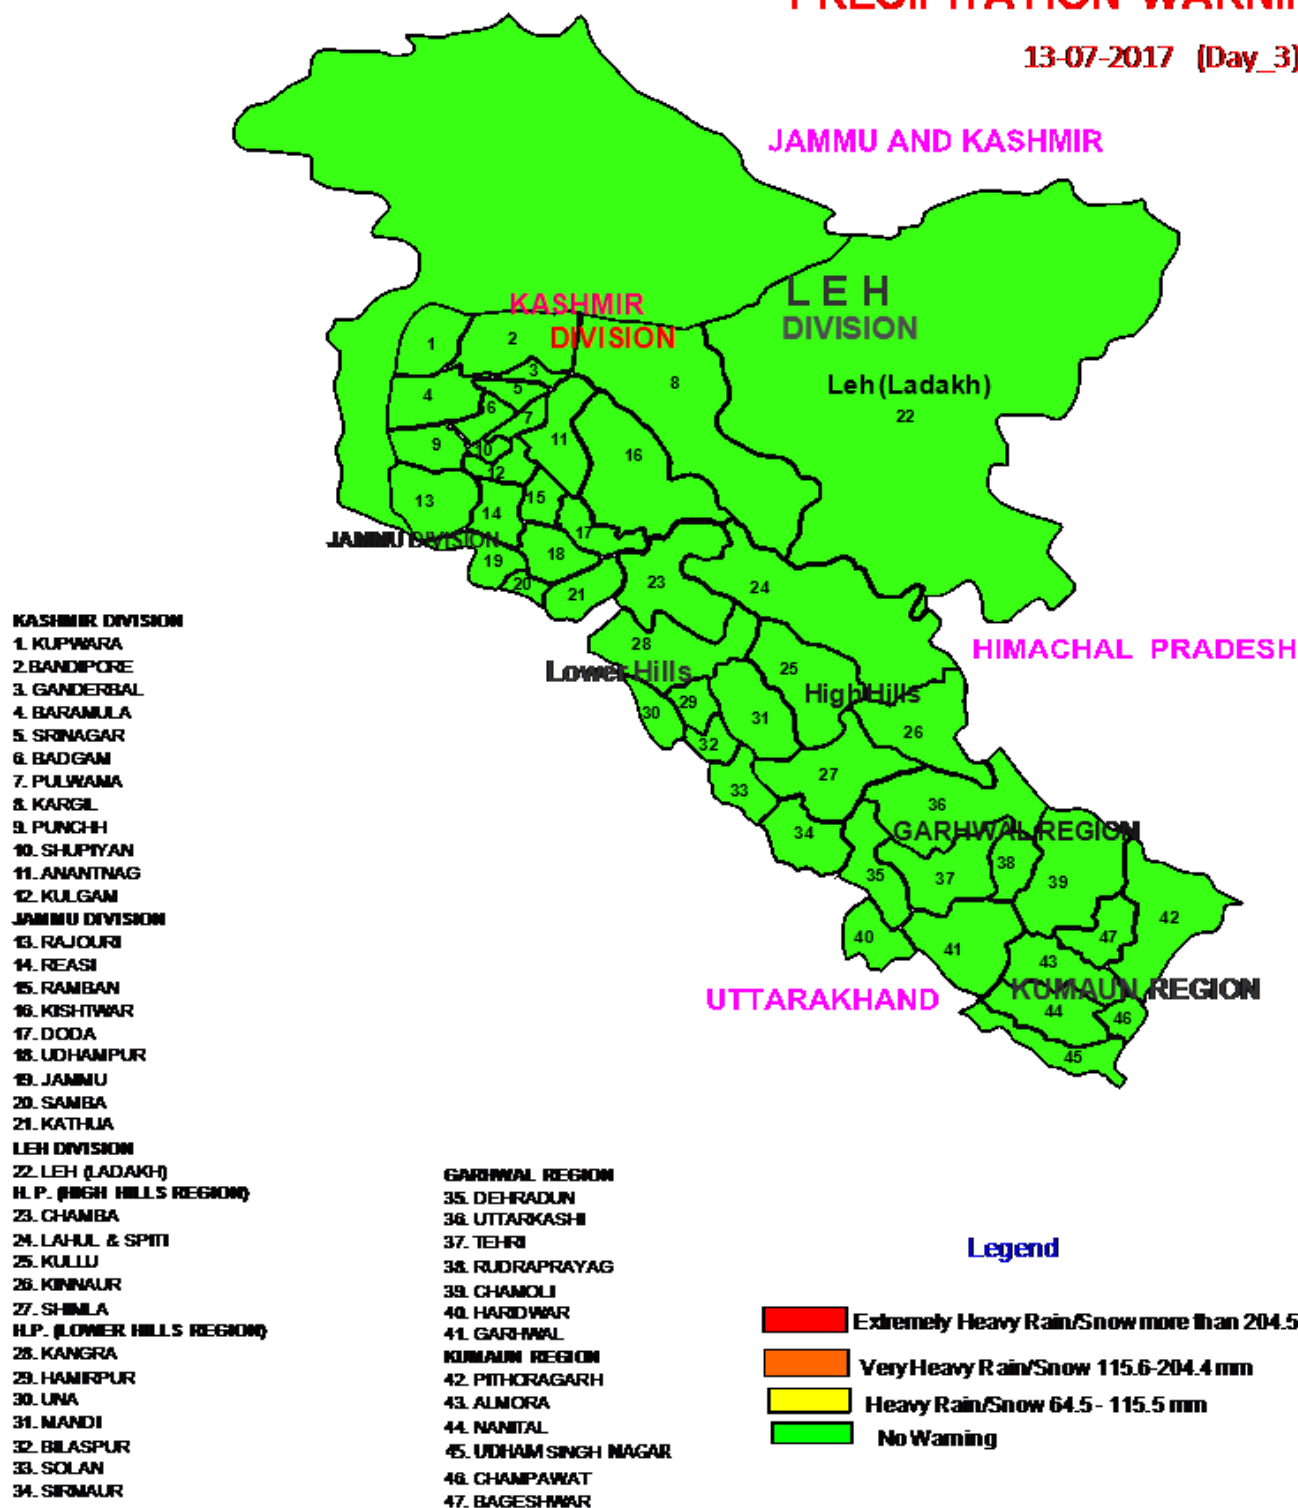 PRECIPITATION WARNI
13-07-2017 (Day_3)
JAMMU AND KASHMIR
KASHMIR
DIVISION
L E H
DIVISION
Leh(Ladakh)
22
1
2
3
4
5
6
7
8
9
10
11
12
13
14
15
16
17
18
19
20
21
JAMMU DIVISION
23
24
HIMACHAL PRADESH
28
Lower Hills
25
High Hills
26
29
30
31
32
27
33
34
36
GARHWAL REGION
35
37
38
39
42
40
41
47
43
KUMAUN REGION
44
46
45
UTTARAKHAND
KASHMIR DIVISION
1. KUPWARA
2.BANDIPORE
3. GANDERBAL
4. BARAMULA
5. SRINAGAR
6. BADGAM
7. PULWAMA
8. KARGIL
9. PUNCHH
10. SHUPIYAN
11. ANANTNAG
12. KULGAM
JAMMU DIVISION
13. RAJOURI
14. REASI
15. RAMBAN
16. KISHTWAR
17. DODA
18. UDHAMPUR
19. JAMMU
20. SAMBA
21. KATHUA
LEH DIVISION
22. LEH (LADAKH)
H. P. (HIGH HILLS REGION)
23. CHAMBA
24. LAHUL & SPITI
25. KULLU
26. KINNAUR
27. SHIMLA
H.P. (LOWER HILLS REGION)
28. KANGRA
29. HAMIRPUR
30. UNA
31. MANDI
32. BILASPUR
33. SOLAN
34. SIRMAUR
GARHWAL REGION
35. DEHRADUN
36. UTTARKASHI
37. TEHRI
38. RUDRAPRAYAG
39. CHAMOLI
40. HARIDWAR
41. GARHWAL
KUMAUN REGION
42. PITHORAGARH
43. ALMORA
44. NANITAL
45. UDHAM SINGH NAGAR
46. CHAMPAWAT
47. BAGESHWAR
Legend
Extremely Heavy Rain/Snow more than 204.5
Very Heavy Rain/Snow 115.6-204.4 mm
Heavy Rain/Snow 64.5 - 115.5 mm
No Warning